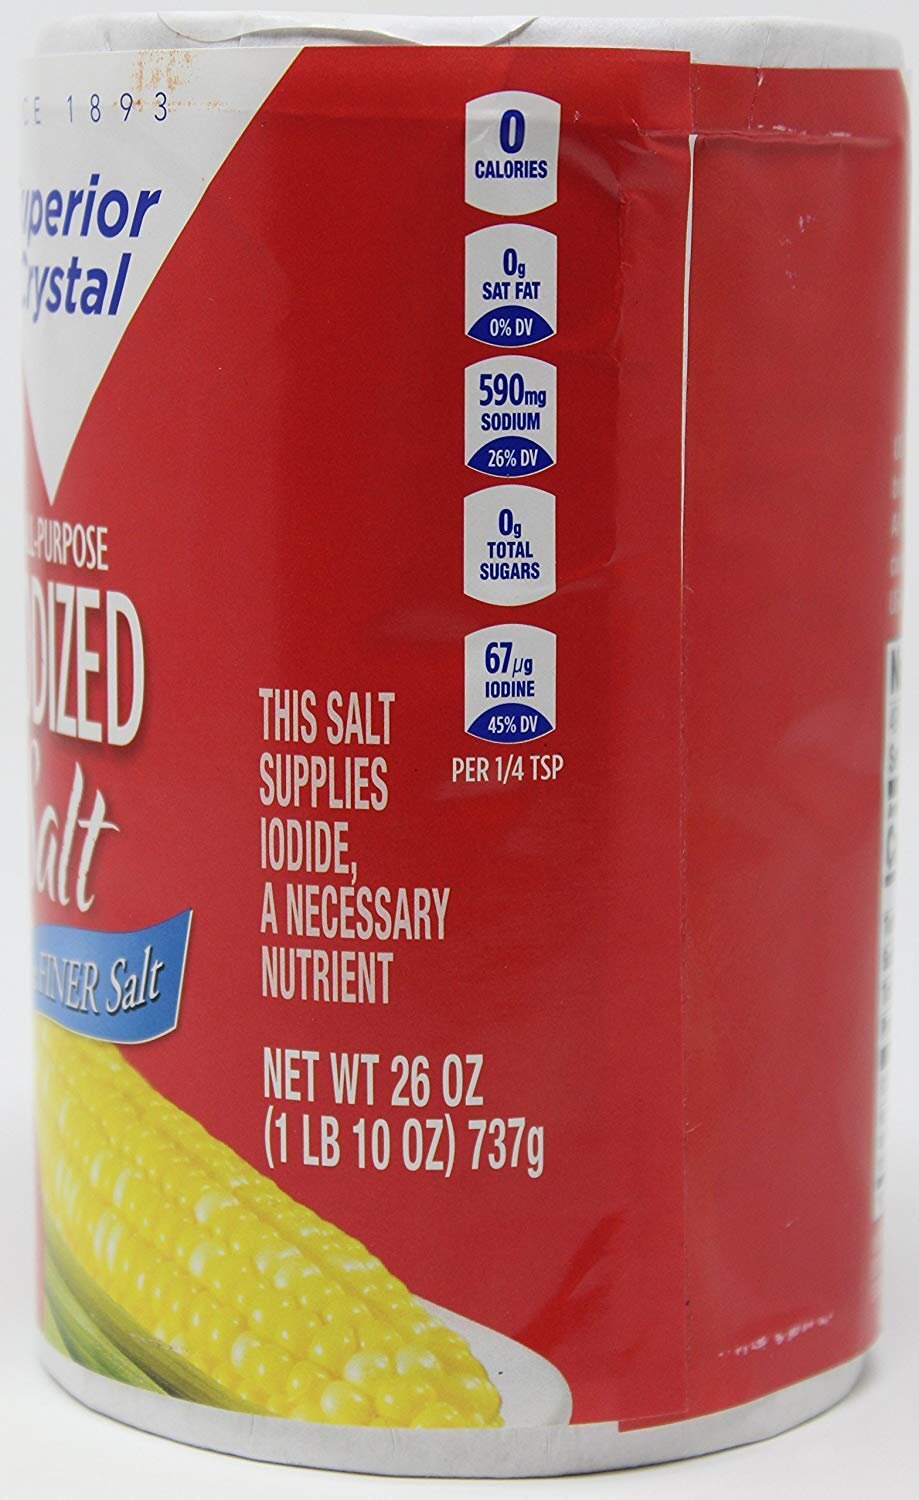 CE 1893
uperior
Crystal
L-PURPOSE
DIZED
Salt
FINER Salt
0
CALORIES
0g
SAT FAT
0% DV
590mg
SODIUM
26% DV
0g
TOTAL
SUGARS
67µg
IODINE
45% DV
PER 1/4 TSP
THIS SALT
SUPPLIES
IODIDE,
A NECESSARY
NUTRIENT
NET WT 26 OZ
(1 LB 10 OZ) 737g